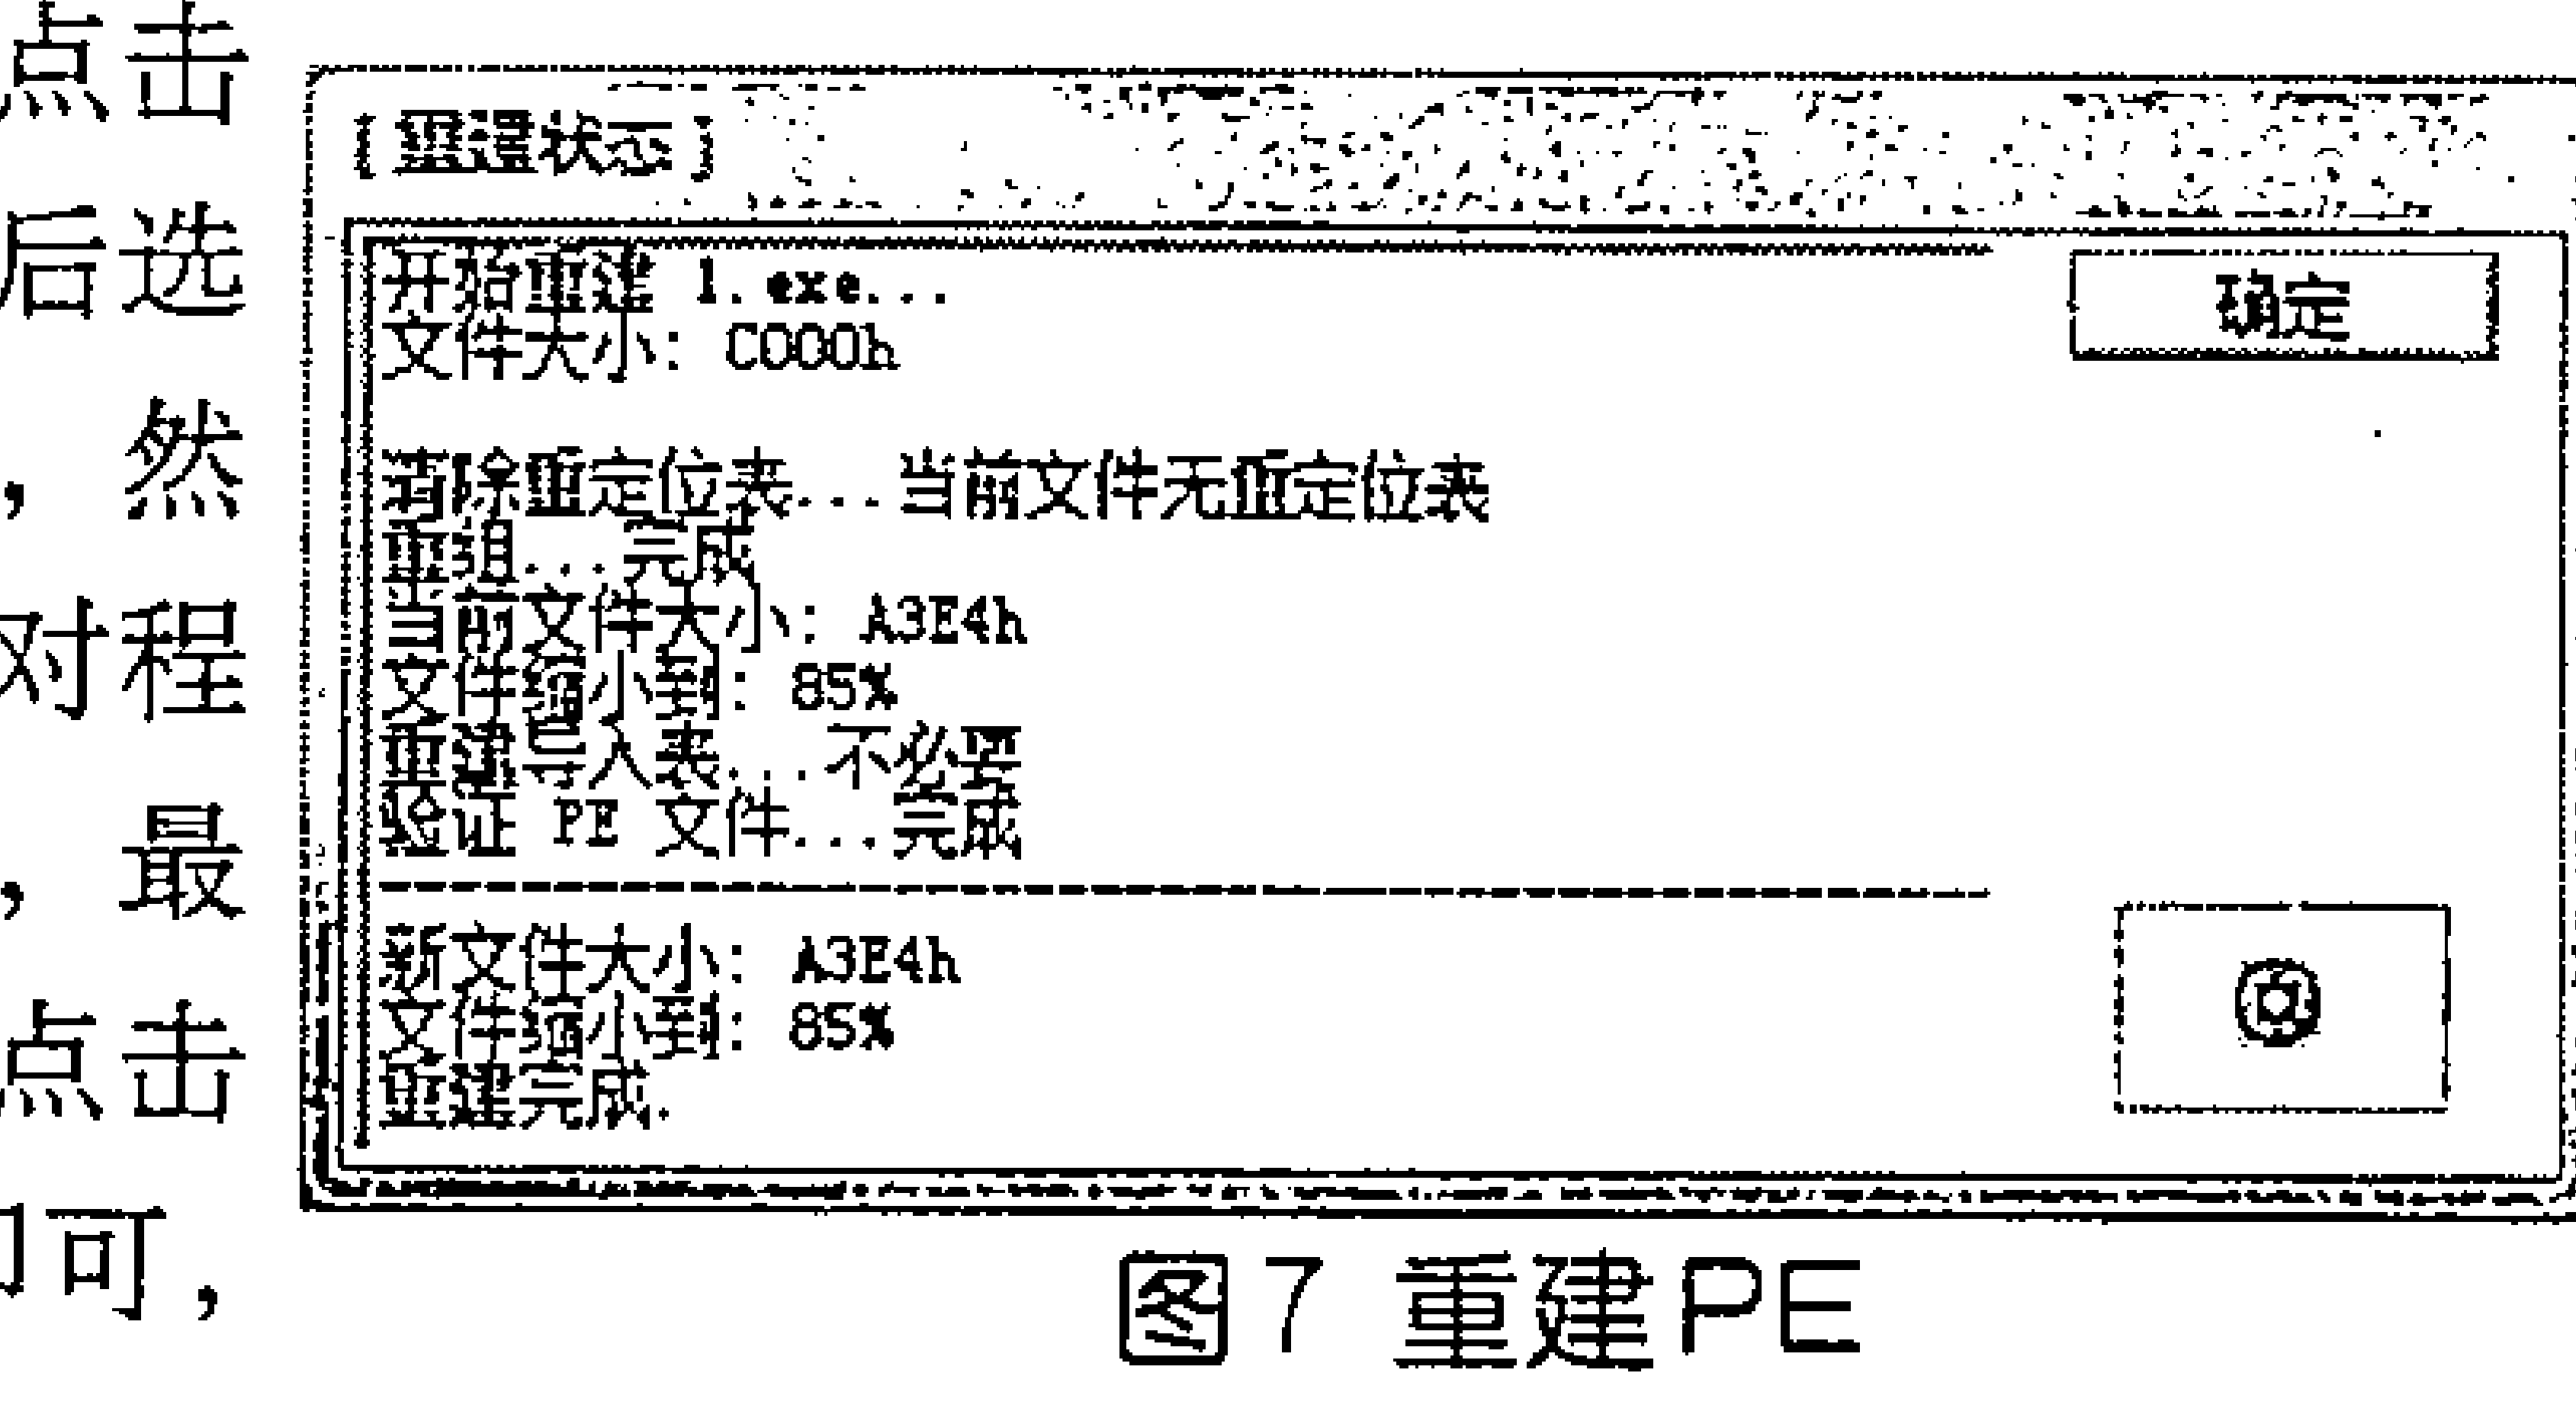 点击
后选
，然
对程
，最
点击
可，
[重建状态]
开始重建 1.exe...
文件大小: C000h
确定
清除重定位表...当前文件无重定位表
重组...完成
当前文件大小: A3E4h
文件缩小到: 85%
重建导入表...不必要
验证 PE 文件...完成
新文件大小: A3E4h
文件缩小到: 85%
重建完成.
图7 重建PE